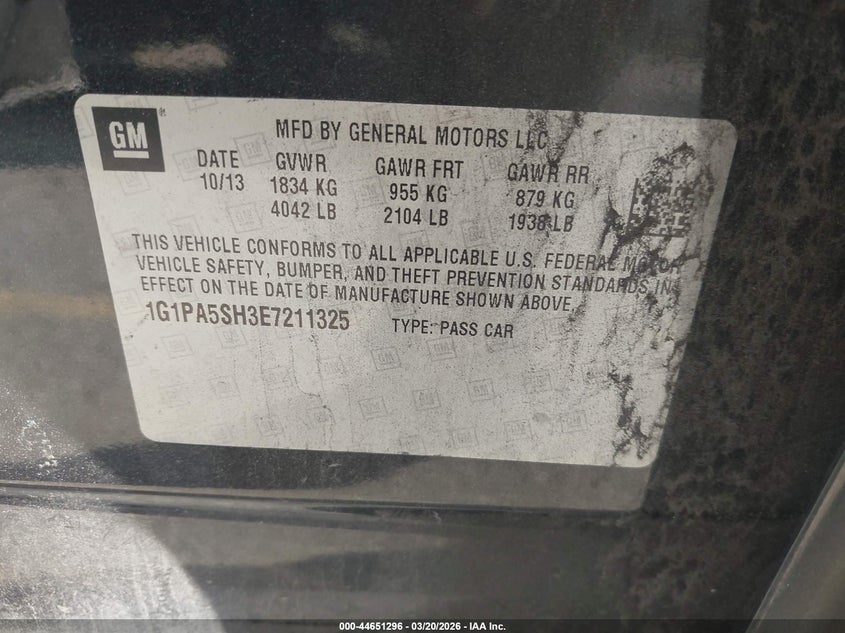 GM ®
MFD BY GENERAL MOTORS LLC
DATE GVWR GAWR FRT GAWR RR
10/13 1834 KG 955 KG 879 KG
4042 LB 2104 LB 1938 LB
THIS VEHICLE CONFORMS TO ALL APPLICABLE U.S. FEDERAL MOTOR
VEHICLE SAFETY, BUMPER, AND THEFT PREVENTION STANDARDS IN
EFFECT ON THE DATE OF MANUFACTURE SHOWN ABOVE.
1G1PA5SH3E7211325 TYPE: PASS CAR
000-44651296 | 03/20/2026 | IAA Inc.